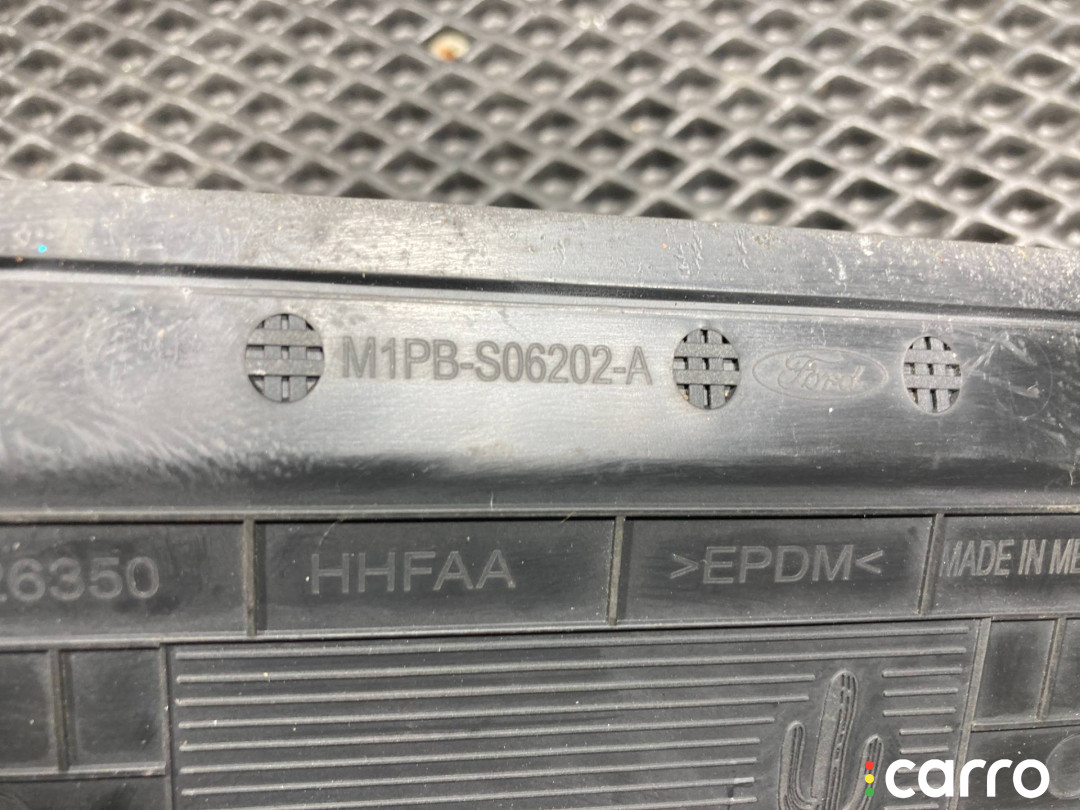 M1PB-S06202-A Ford
26350 HHFAA >EPDM< MADE IN ME
carro